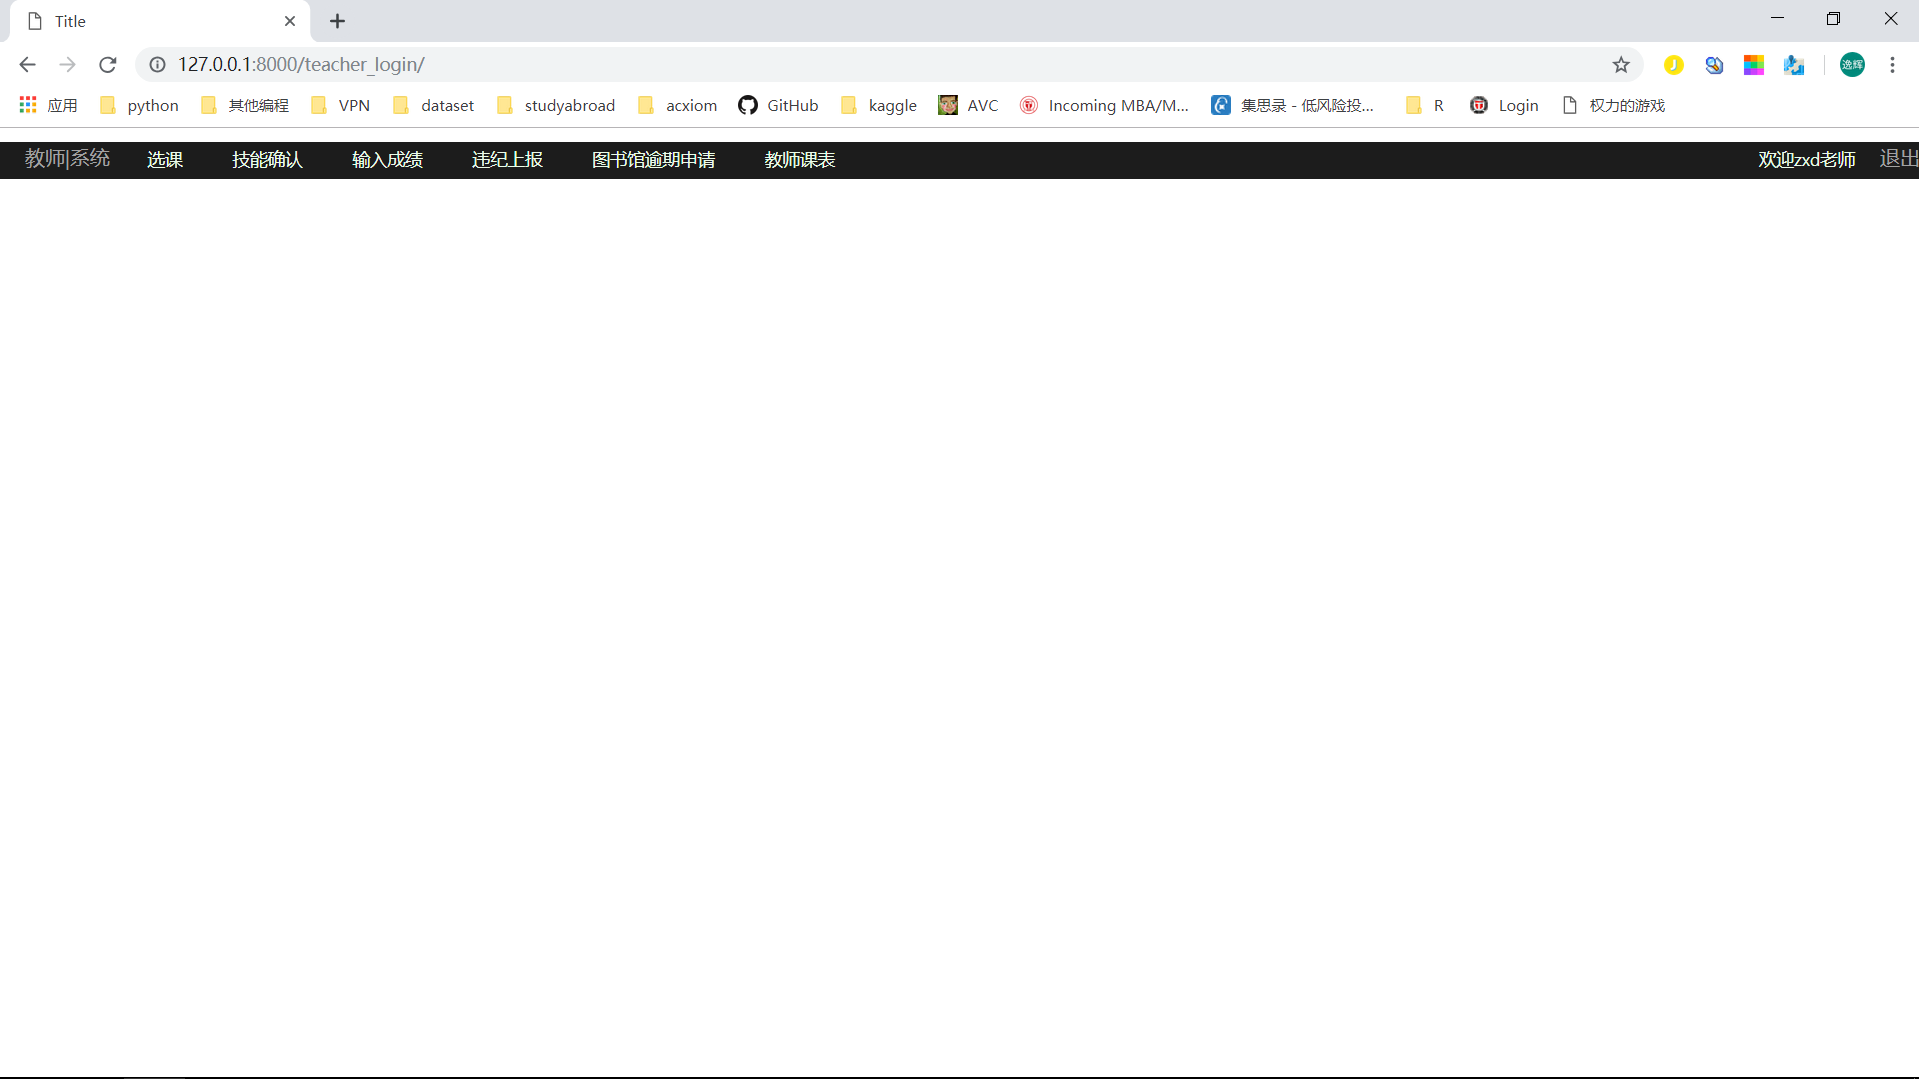 Title
127.0.0.1:8000/teacher_login/
应用 python 其他编程 VPN dataset studyabroad acxiom GitHub kaggle AVC Incoming MBA/M... 集思录 - 低风险投... R Login 权力的游戏
教师|系统 选课 技能确认 输入成绩 违纪上报 图书馆逾期申请 教师课表 欢迎zxd老师 退出
逸辉